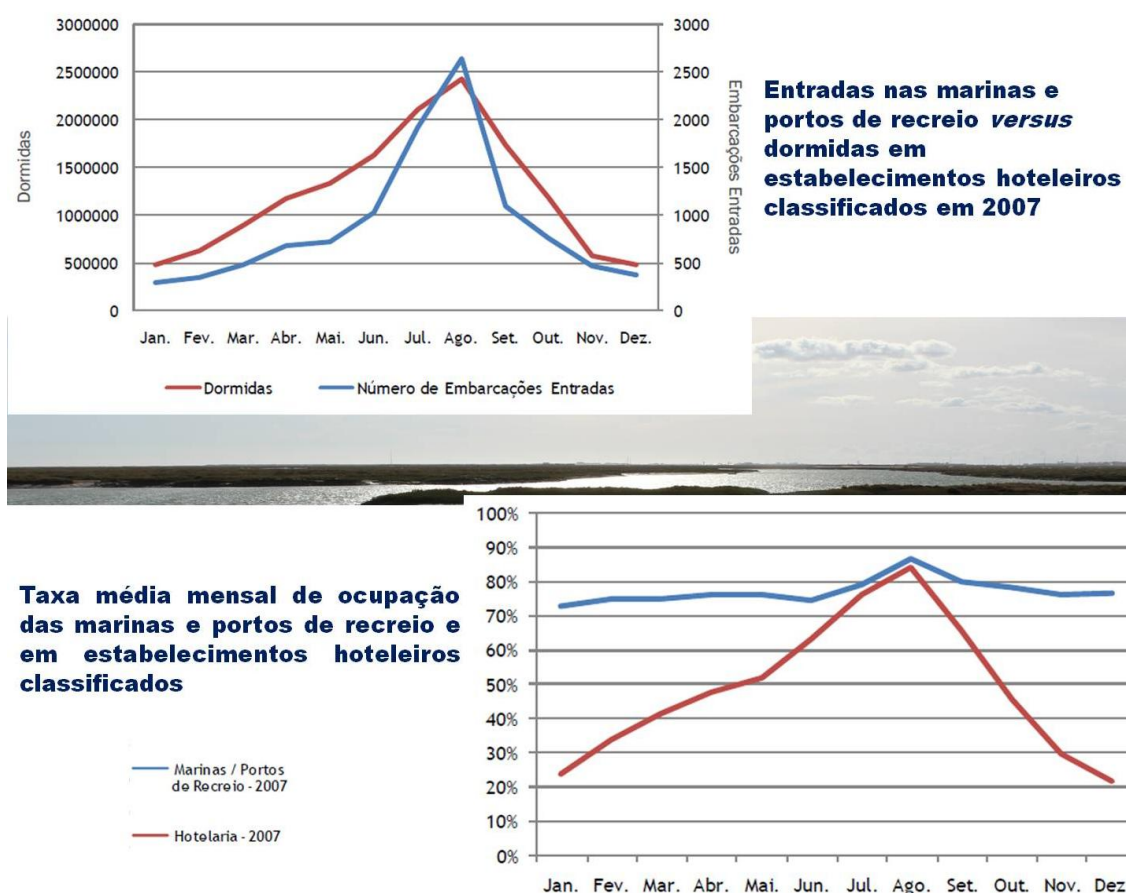 3000000
2500000
2000000
1500000
1000000
500000
0
Dormidas
3000
2500
2000
1500
1000
500
0
Embarcações Entradas
Jan. Fev. Mar. Abr. Mai. Jun. Jul. Ago. Set. Out. Nov. Dez.
Dormidas Número de Embarcações Entradas
Entradas nas marinas e
portos de recreio versus
dormidas em
estabelecimentos hoteleiros
classificados em 2007
Taxa média mensal de ocupação
das marinas e portos de recreio e
em estabelecimentos hoteleiros
classificados
Marinas / Portos
de Recreio - 2007
Hotelaria - 2007
100%
90%
80%
70%
60%
50%
40%
30%
20%
10%
0%
Jan. Fev. Mar. Abr. Mai. Jun. Jul. Ago. Set. Out. Nov. Dez